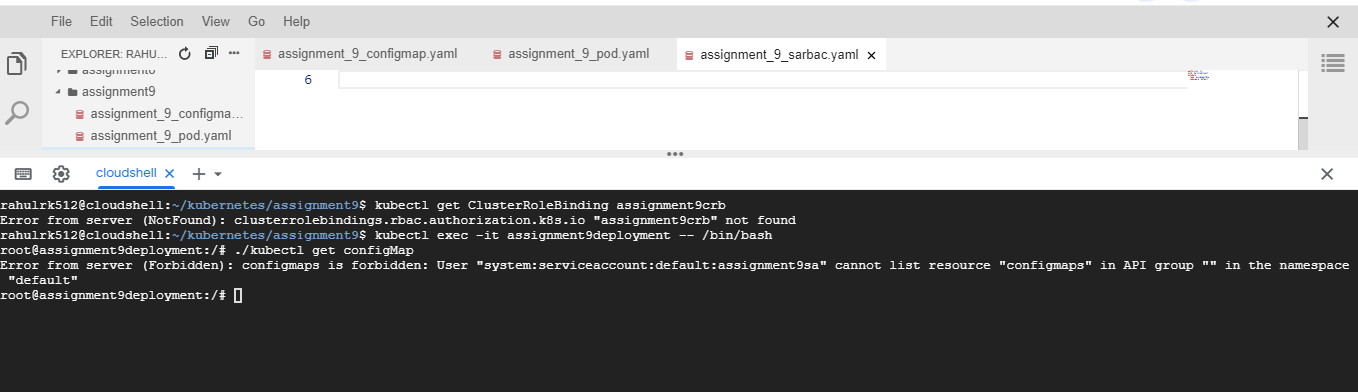 File Edit Selection View Go Help
EXPLORER: RAHU...
assignment_9_configmap.yaml
assignment_9_pod.yaml
assignment_9_sarbac.yaml
6
assignment9
assignment_9_configma...
assignment_9_pod.yaml
cloudshell
rahulrk512@cloudshell:~/kubernetes/assignment9$ kubectl get ClusterRoleBinding assignment9crb
Error from server (NotFound): clusterrolebindings.rbac.authorization.k8s.io "assignment9crb" not found
rahulrk512@cloudshell:~/kubernetes/assignment9$ kubectl exec -it assignment9deployment -- /bin/bash
root@assignment9deployment:/# ./kubectl get configMap
Error from server (Forbidden): configmaps is forbidden: User "system:serviceaccount:default:assignment9sa" cannot list resource "configmaps" in API group "" in the namespace
"default"
root@assignment9deployment:/#